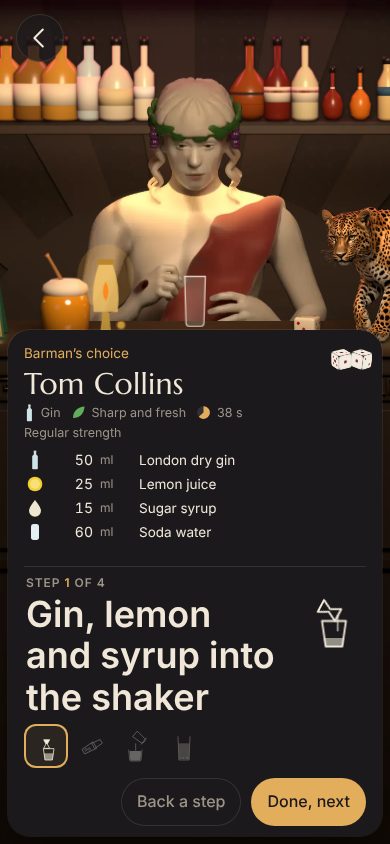 Barman's choice
Tom Collins
Gin Sharp and fresh 38 s
Regular strength
50 ml London dry gin
25 ml Lemon juice
15 ml Sugar syrup
60 ml Soda water
STEP 1 OF 4
Gin, lemon
and syrup into
the shaker
Back a step Done, next